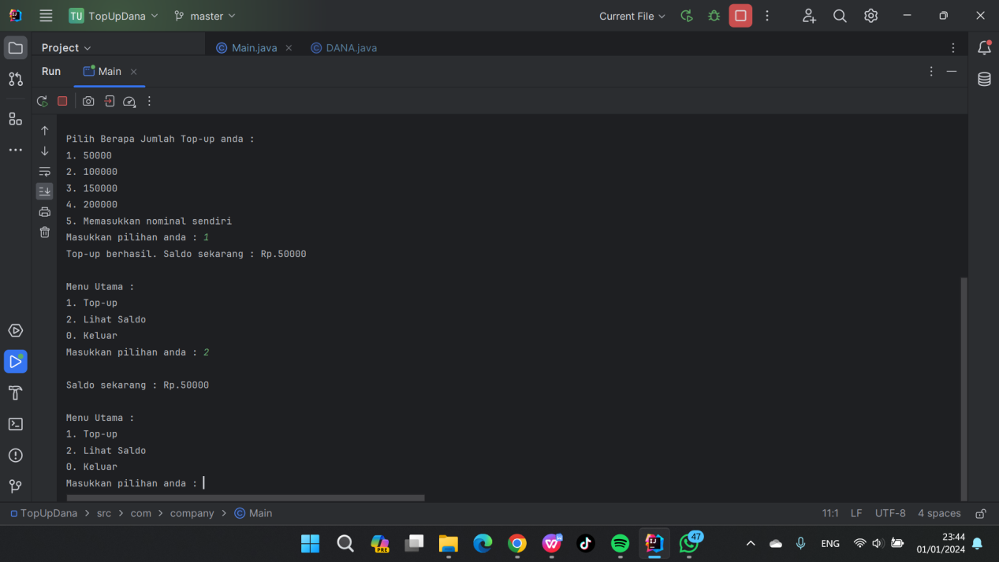 TU TopUpDana master Current File
Project Main.java DANA.java
Run Main
Pilih Berapa Jumlah Top-up anda :
1. 50000
2. 100000
3. 150000
4. 200000
5. Memasukkan nominal sendiri
Masukkan pilihan anda : 1
Top-up berhasil. Saldo sekarang : Rp.50000
Menu Utama :
1. Top-up
2. Lihat Saldo
0. Keluar
Masukkan pilihan anda : 2
Saldo sekarang : Rp.50000
Menu Utama :
1. Top-up
2. Lihat Saldo
0. Keluar
Masukkan pilihan anda :
TopUpDana > src > com > company > Main 11:1 LF UTF-8 4 spaces
PRE 47 ENG 23:44
01/01/2024